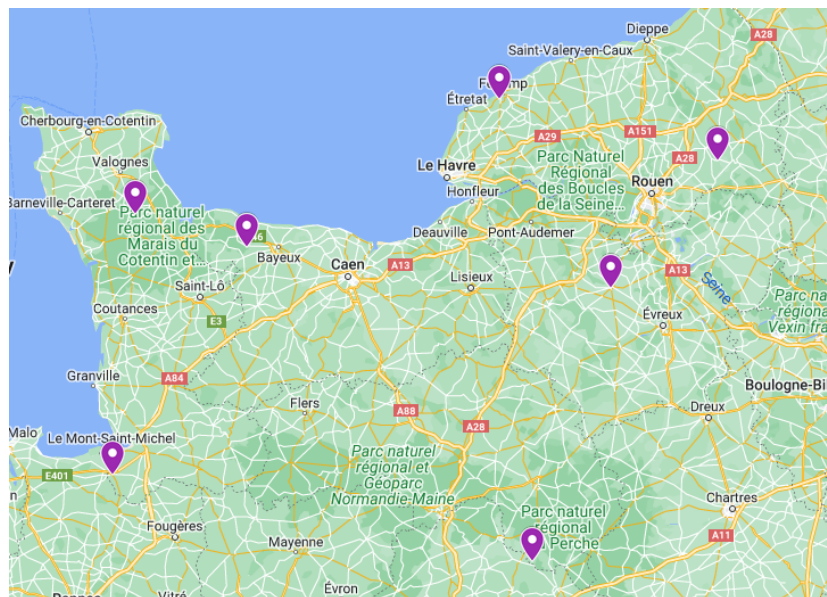 Dieppe
A28
Saint-Valery-en-Caux
Étretat
Cherbourg-en-Cotentin
A29
A151
A28
Valognes
Le Havre
Parc Naturel
Régional
des Boucles
de la Seine...
Rouen
Honfleur
Barneville-Carteret
Parc naturel
régional des
Marais du
Cotentin et...
Deauville
Pont-Audemer
Bayeux
Caen
A13
A13
Lisieux
Seine
Saint-Lô
Coutances
E3
Évreux
Parc na
régiona
Vexin fra
Granville
A84
Boulogne-Bi
Flers
A88
Dreux
A28
Malo
Le Mont-Saint-Michel
Parc naturel
régional et
Géoparc
Normandie-Maine
E401
Chartres
Parc naturel
régional
Perche
Fougères
A11
Mayenne
Évron
Vitré